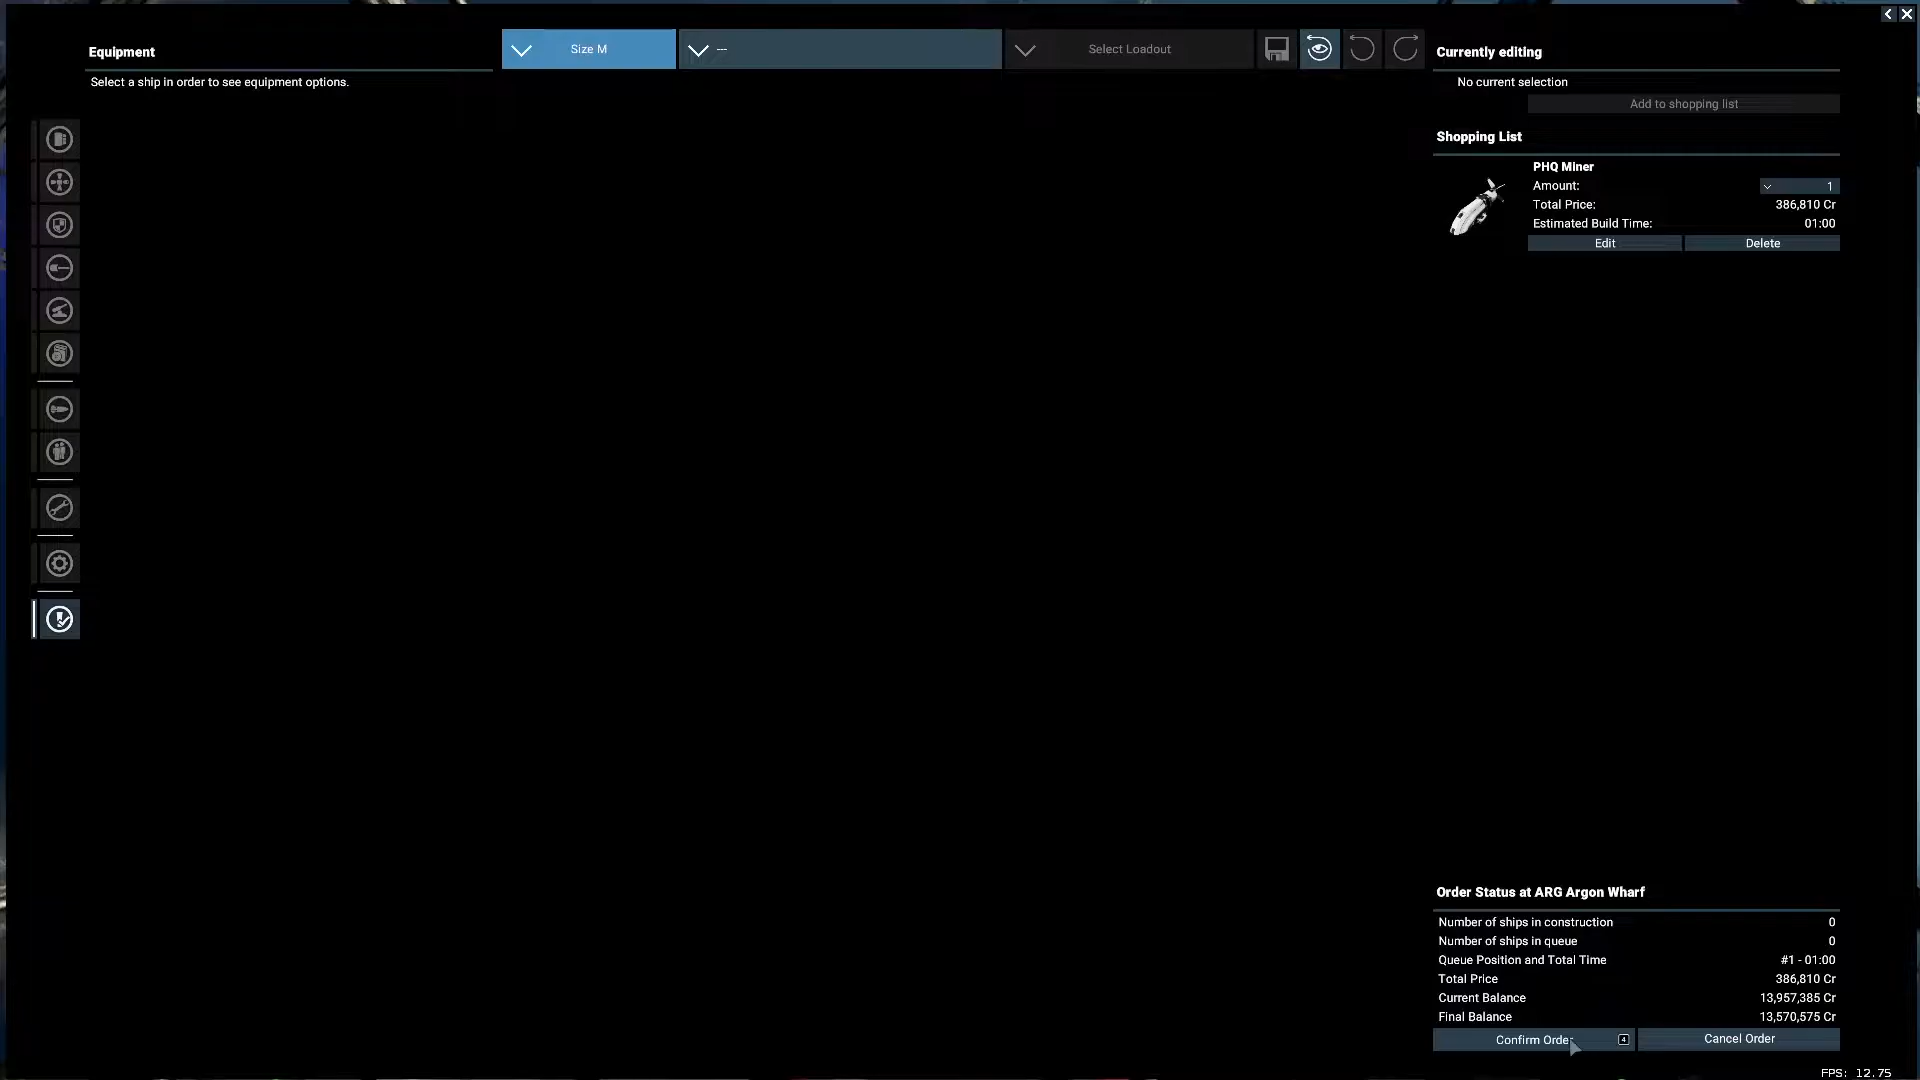 Equipment
Select a ship in order to see equipment options.
Size M
---
Select Loadout
Currently editing
No current selection
Add to shopping list
Shopping List
PHQ Miner
Amount: 1
Total Price: 386,810 Cr
Estimated Build Time: 01:00
Edit Delete
Order Status at ARG Argon Wharf
Number of ships in construction 0
Number of ships in queue 0
Queue Position and Total Time #1 - 01:00
Total Price 386,810 Cr
Current Balance 13,957,385 Cr
Final Balance 13,570,575 Cr
Confirm Order 4 Cancel Order
FPS: 12.75